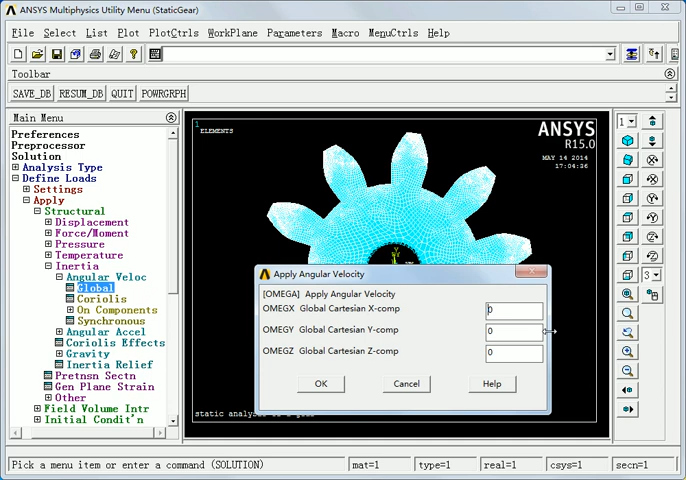 ANSYS Multiphysics Utility Menu (StaticGear)
File Select List Plot PlotCtrls WorkPlane Parameters Macro MenuCtrls Help
Toolbar
SAVE_DB RESUM_DB QUIT POWRGRPH
Main Menu
Preferences
Preprocessor
Solution
Analysis Type
Define Loads
Settings
Apply
Structural
Displacement
Force/Moment
Pressure
Temperature
Inertia
Angular Veloc
Global
Coriolis
On Components
Synchronous
Angular Accel
Coriolis Effects
Gravity
Inertia Relief
Pretnsn Sectn
Gen Plane Strain
Other
Field Volume Intr
Initial Condit'n
1
ELEMENTS
ANSYS
R15.0
MAY 14 2014
17:04:36
Apply Angular Velocity
[OMEGA] Apply Angular Velocity
OMEGX Global Cartesian X-comp 0
OMEGY Global Cartesian Y-comp 0
OMEGZ Global Cartesian Z-comp 0
OK Cancel Help
1
3
Pick a menu item or enter a command (SOLUTION) mat=1 type=1 real=1 csys=1 secn=1